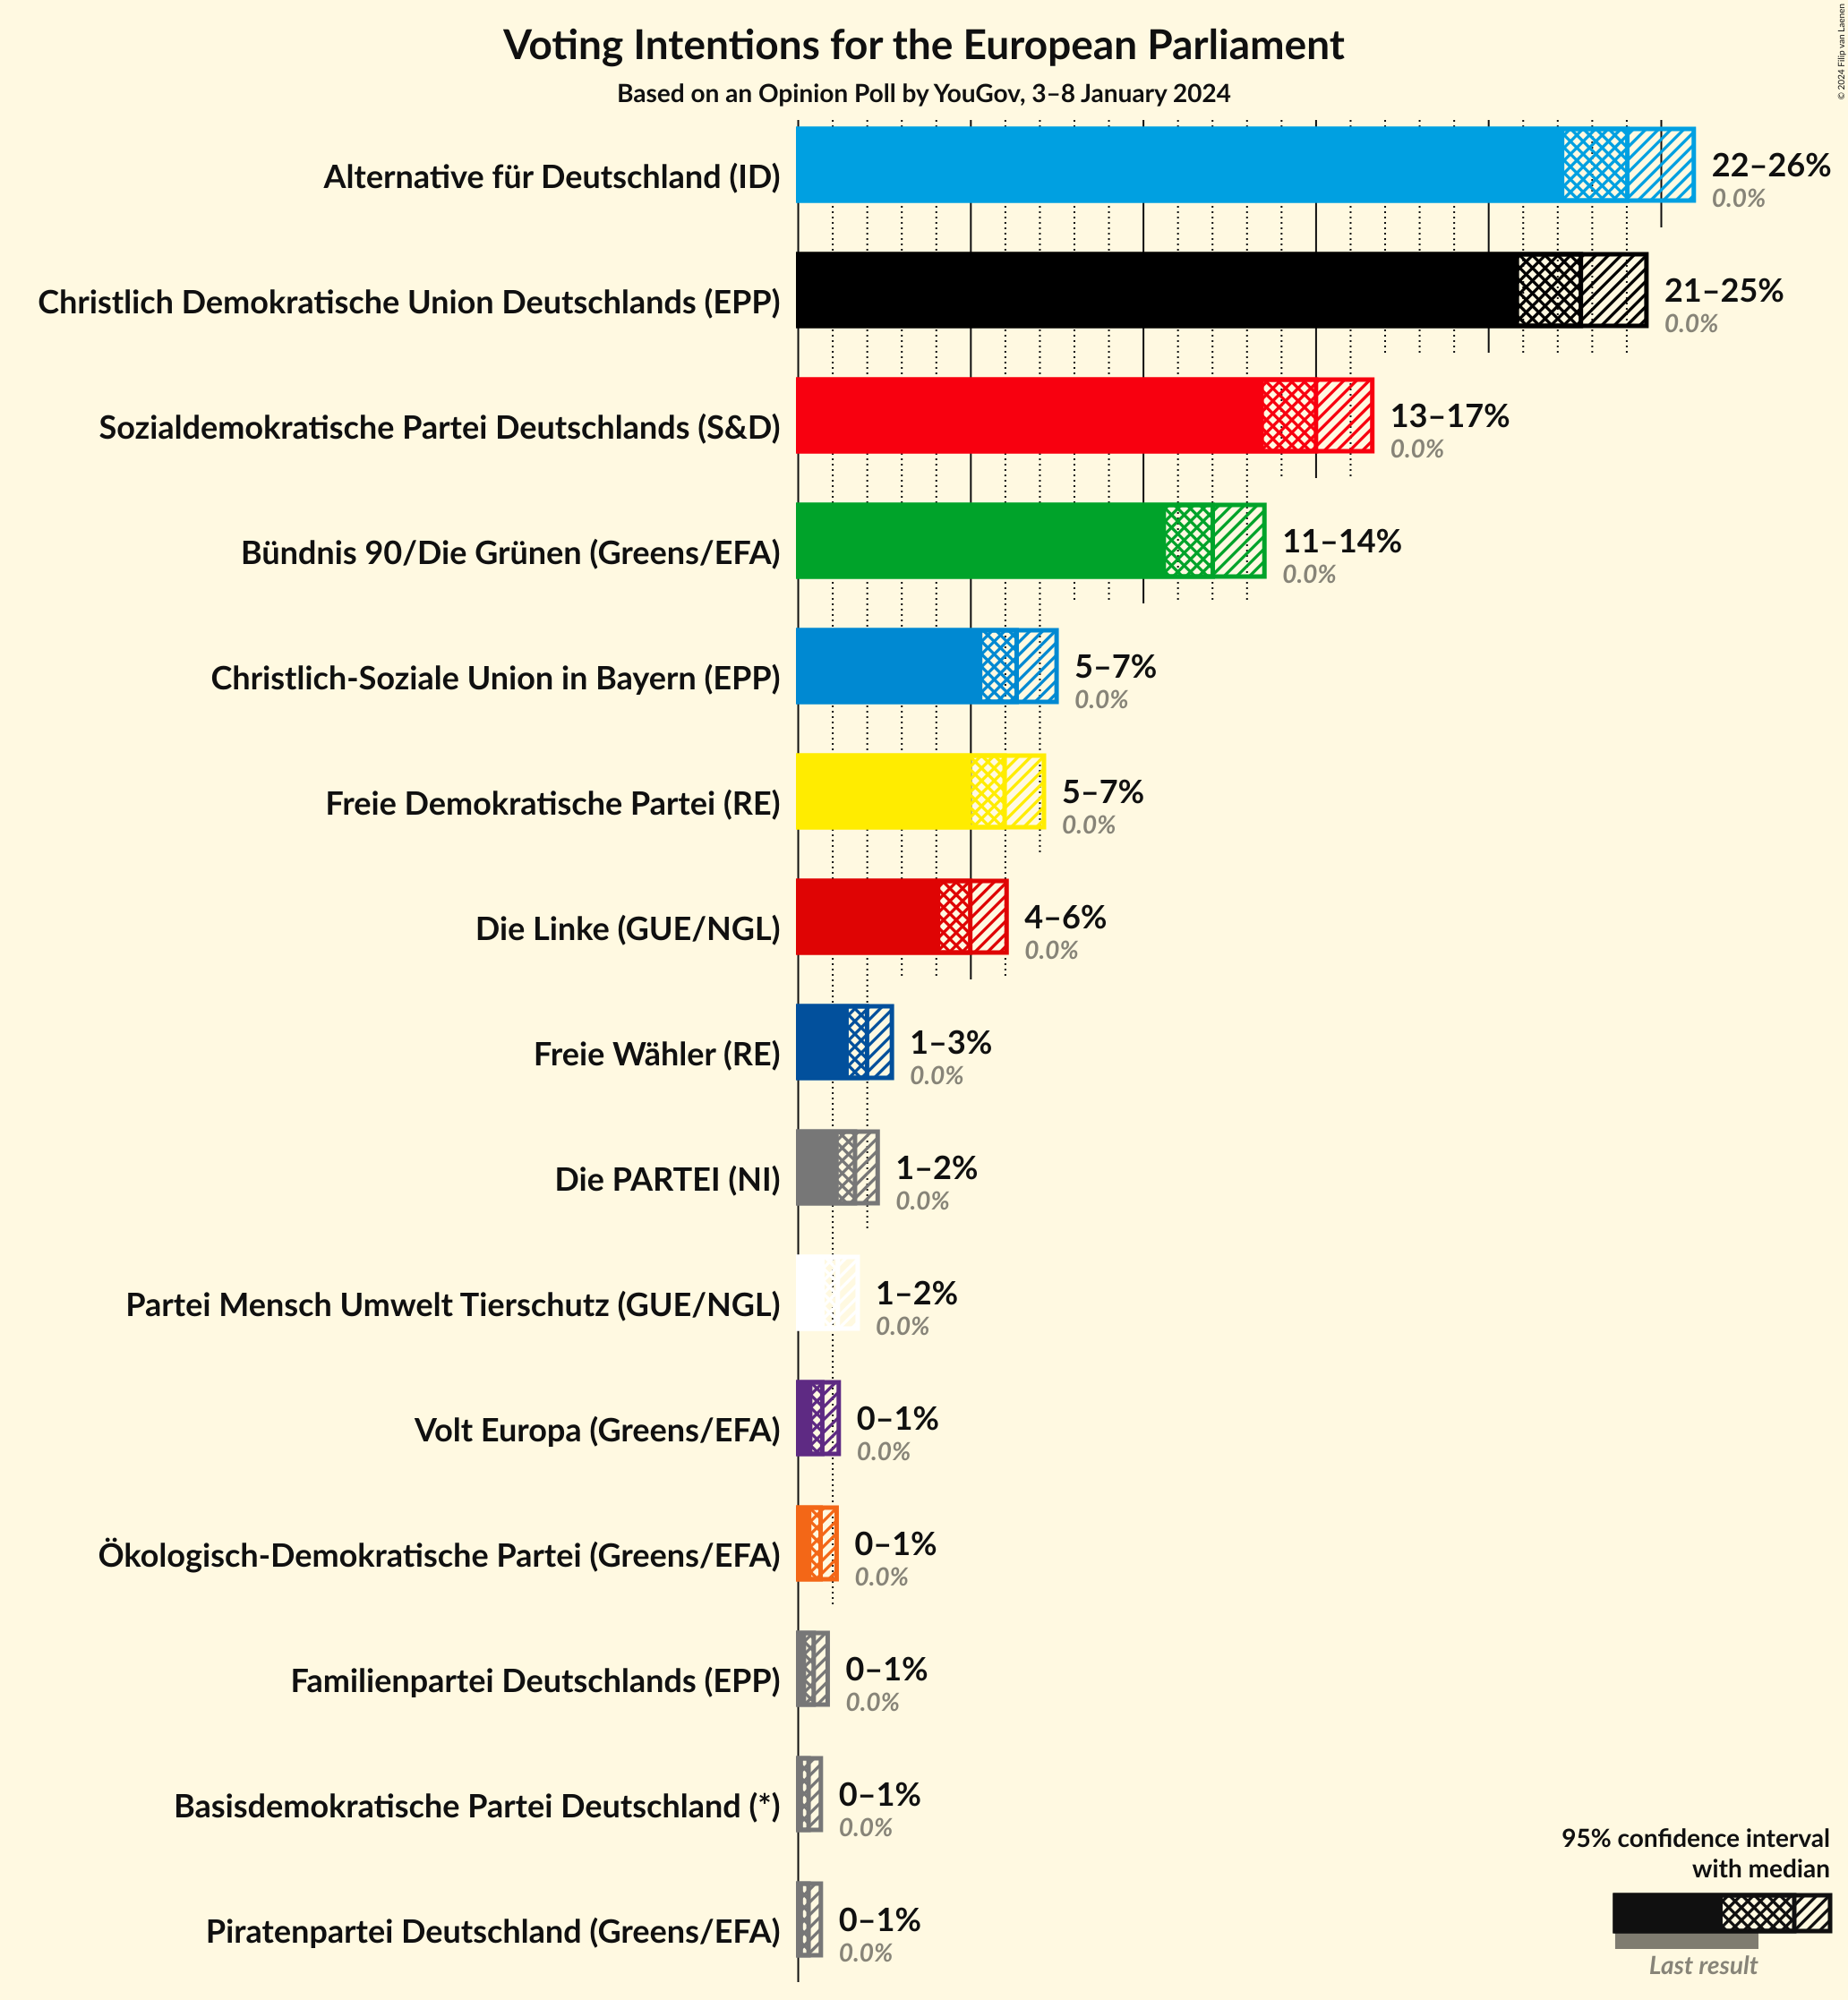 © 2024 Filip van Laenen
Voting Intentions for the European Parliament
Based on an Opinion Poll by YouGov, 3–8 January 2024
Alternative für Deutschland (ID)
22–26%
0.0%
Christlich Demokratische Union Deutschlands (EPP)
21–25%
0.0%
Sozialdemokratische Partei Deutschlands (S&D)
13–17%
0.0%
Bündnis 90/Die Grünen (Greens/EFA)
11–14%
0.0%
Christlich-Soziale Union in Bayern (EPP)
5–7%
0.0%
Freie Demokratische Partei (RE)
5–7%
0.0%
Die Linke (GUE/NGL)
4–6%
0.0%
Freie Wähler (RE)
1–3%
0.0%
Die PARTEI (NI)
1–2%
0.0%
Partei Mensch Umwelt Tierschutz (GUE/NGL)
1–2%
0.0%
Volt Europa (Greens/EFA)
0–1%
0.0%
Ökologisch-Demokratische Partei (Greens/EFA)
0–1%
0.0%
Familienpartei Deutschlands (EPP)
0–1%
0.0%
Basisdemokratische Partei Deutschland (*)
0–1%
0.0%
Piratenpartei Deutschland (Greens/EFA)
0–1%
0.0%
95% confidence interval
with median
Last result